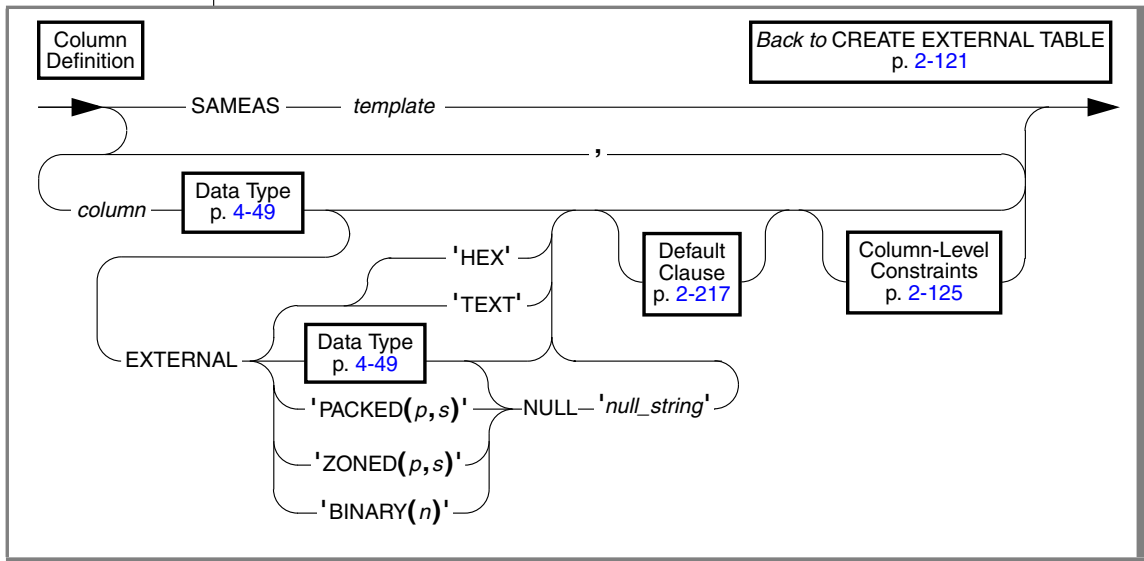 Column
Definition
Back to CREATE EXTERNAL TABLE
p. 2-121
SAMEAS template
,
column
Data Type
p. 4-49
'HEX'
'TEXT'
Default
Clause
p. 2-217
Column-Level
Constraints
p. 2-125
EXTERNAL
Data Type
p. 4-49
'PACKED(p,s)'
NULL 'null_string'
'ZONED(p,s)'
'BINARY(n)'